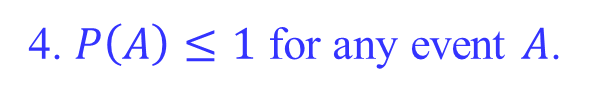 4. P(A) ≤ 1 for any event A.